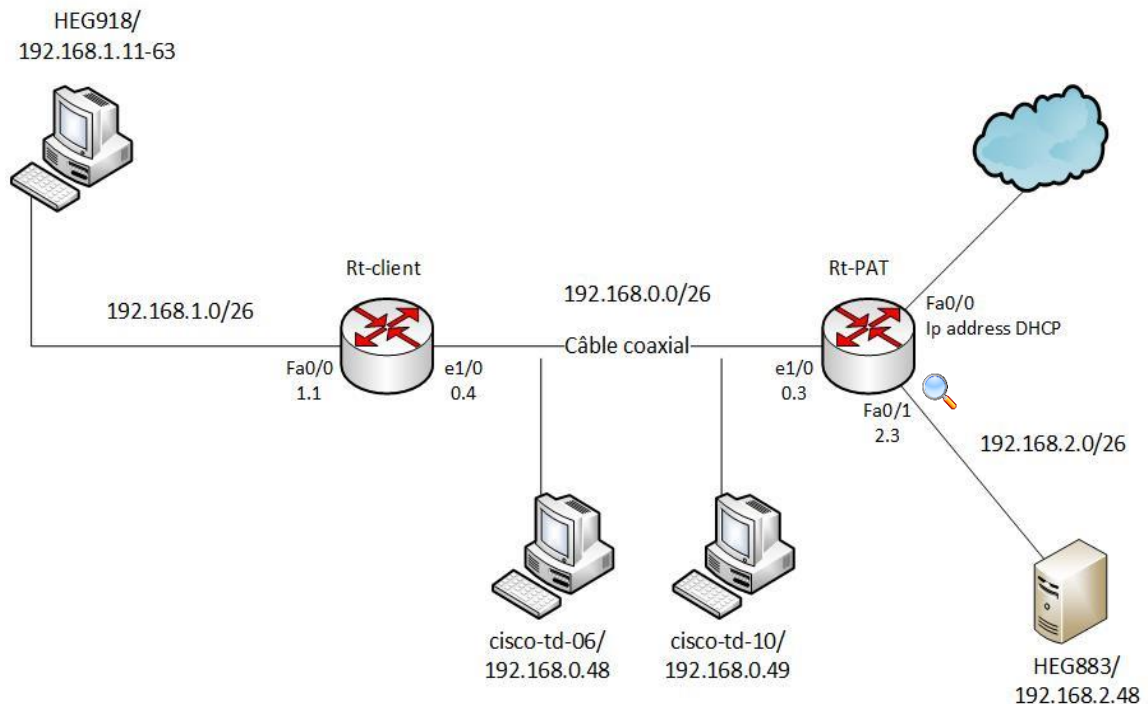 HEG918/
192.168.1.11-63
Rt-client
192.168.0.0/26
Rt-PAT
192.168.1.0/26
Fa0/0
Ip address DHCP
Câble coaxial
Fa0/0
1.1
e1/0
0.4
e1/0
0.3
Fa0/1
2.3
192.168.2.0/26
cisco-td-06/
192.168.0.48
cisco-td-10/
192.168.0.49
HEG883/
192.168.2.48